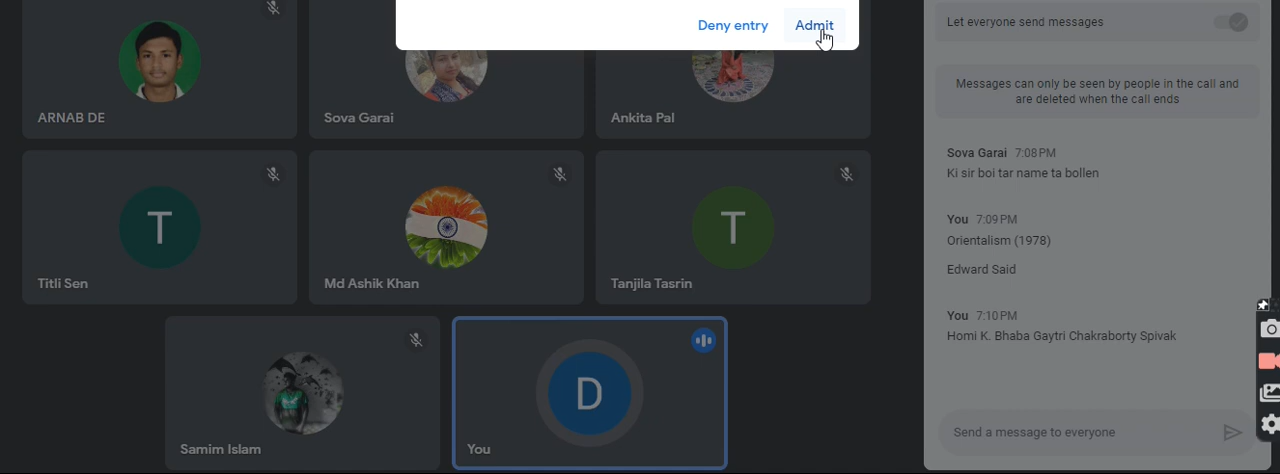 Deny entry
Admit
ARNAB DE
Sova Garai
Ankita Pal
T
Titli Sen
Md Ashik Khan
T
Tanjila Tasrin
Samim Islam
D
You
Let everyone send messages
Messages can only be seen by people in the call and
are deleted when the call ends
Sova Garai 7:08 PM
Ki sir boi tar name ta bollen
You 7:09 PM
Orientalism (1978)
Edward Said
You 7:10 PM
Homi K. Bhaba Gaytri Chakraborty Spivak
Send a message to everyone